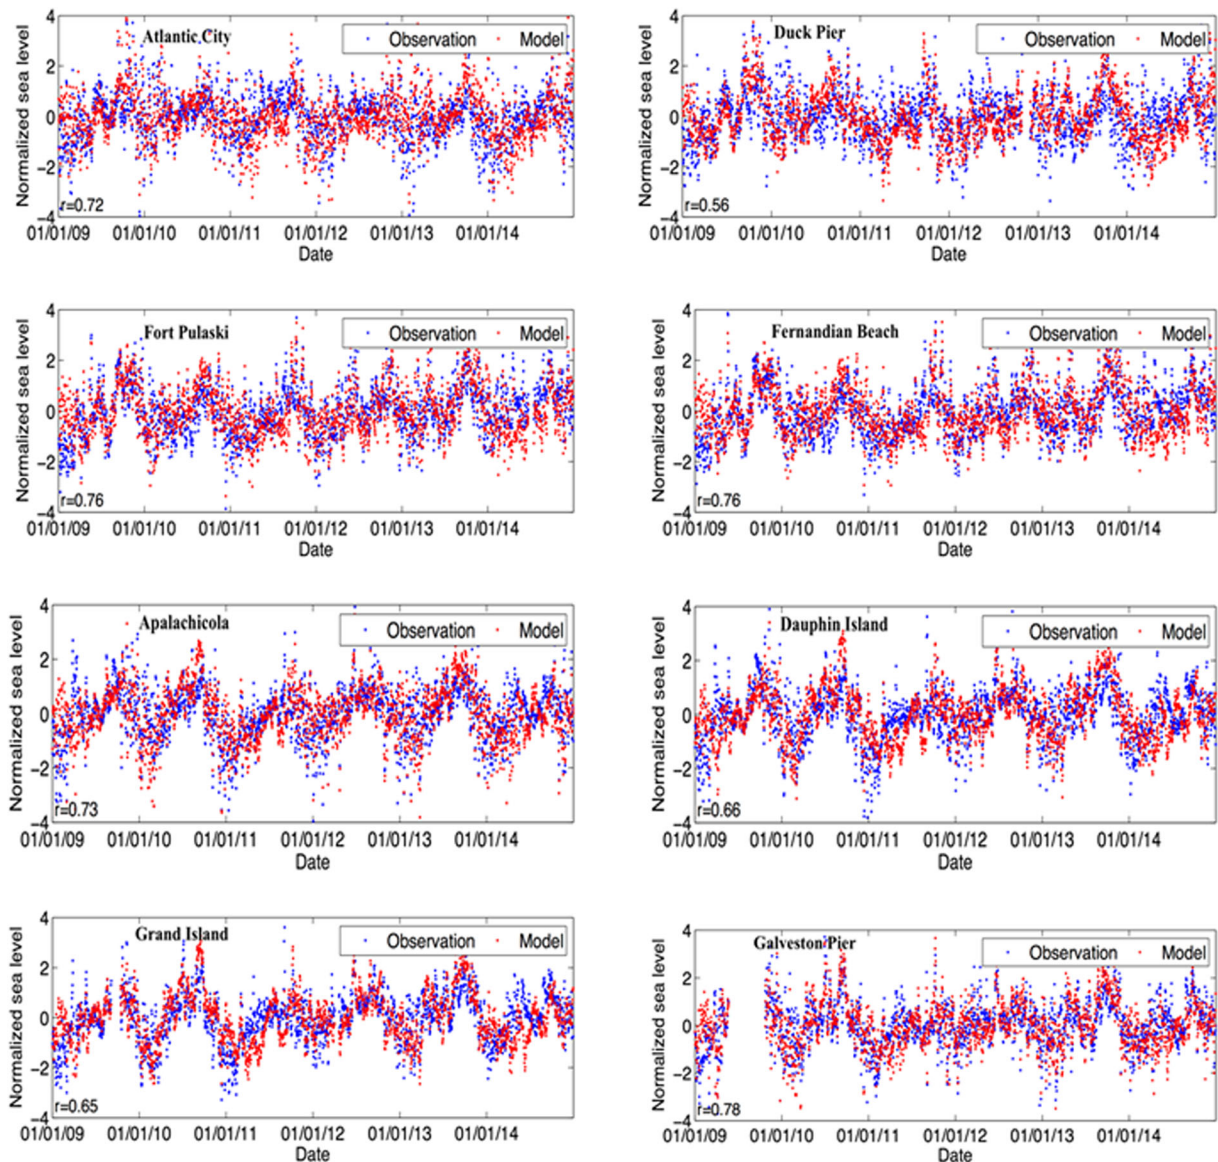 Atlantic City
Observation Model
Normalized sea level
4
2
0
−2
−4
r=0.72
01/01/09 01/01/10 01/01/11 01/01/12 01/01/13 01/01/14
Date
Duck Pier
Observation Model
Normalized sea level
4
2
0
−2
−4
r=0.56
01/01/09 01/01/10 01/01/11 01/01/12 01/01/13 01/01/14
Date
Fort Pulaski
Observation Model
Normalized sea level
4
2
0
−2
−4
r=0.76
01/01/09 01/01/10 01/01/11 01/01/12 01/01/13 01/01/14
Date
Fernandian Beach
Observation Model
Normalized sea level
4
2
0
−2
−4
r=0.76
01/01/09 01/01/10 01/01/11 01/01/12 01/01/13 01/01/14
Date
Apalachicola
Observation Model
Normalized sea level
4
2
0
−2
−4
r=0.73
01/01/09 01/01/10 01/01/11 01/01/12 01/01/13 01/01/14
Date
Dauphin Island
Observation Model
Normalized sea level
4
2
0
−2
−4
r=0.66
01/01/09 01/01/10 01/01/11 01/01/12 01/01/13 01/01/14
Date
Grand Island
Observation Model
Normalized sea level
4
2
0
−2
−4
r=0.65
01/01/09 01/01/10 01/01/11 01/01/12 01/01/13 01/01/14
Date
Galveston Pier
Observation Model
Normalized sea level
4
2
0
−2
−4
r=0.78
01/01/09 01/01/10 01/01/11 01/01/12 01/01/13 01/01/14
Date